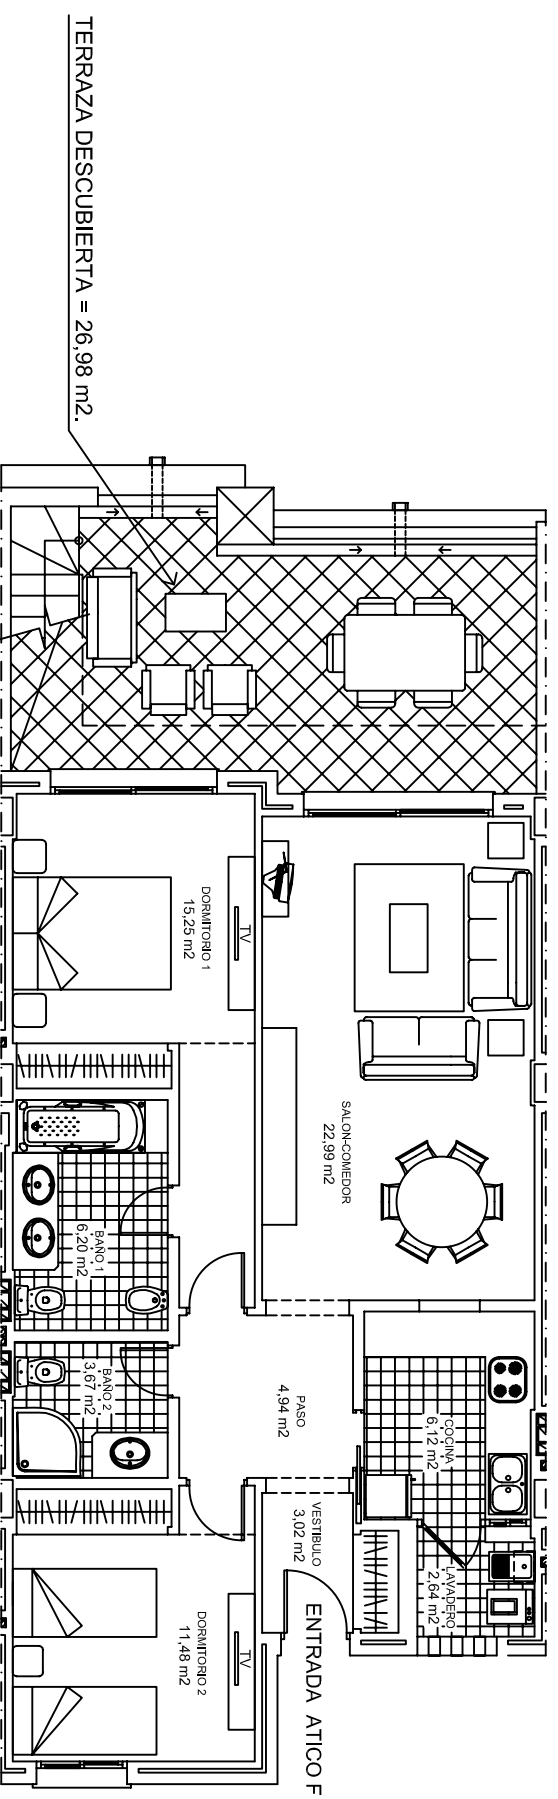 TERRAZA DESCUBIERTA = 26,98 m2.
TV
DORMITORIO 1
15,25 m2
SALON-COMEDOR
22,99 m2
BAÑO 1
6,20 m2
BAÑO 2
3,67 m2
PASO
4,94 m2
COCINA
6,12 m2
VESTIBULO
3,02 m2
LAVADERO
2,64 m2
ENTRADA ATICO F
TV
DORMITORIO 2
11,48 m2